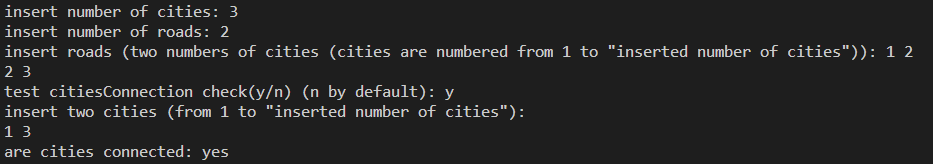 insert number of cities: 3
insert number of roads: 2
insert roads (two numbers of cities (cities are numbered from 1 to "inserted number of cities")): 1 2
2 3
test citiesConnection check(y/n) (n by default): y
insert two cities (from 1 to "inserted number of cities"):
1 3
are cities connected: yes